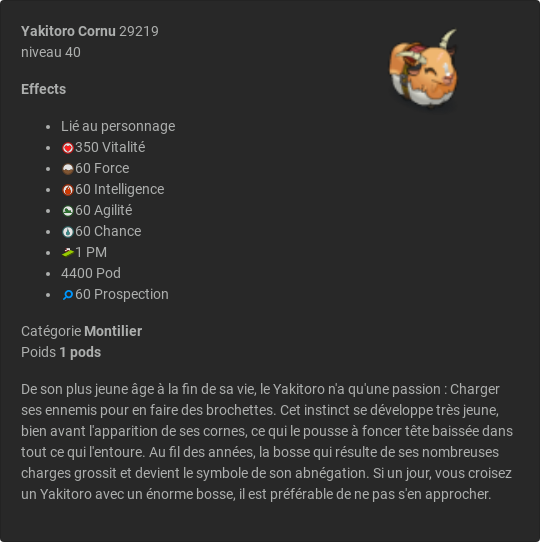 Yakitoro Cornu 29219
niveau 40
Effects
Lié au personnage
350 Vitalité
60 Force
60 Intelligence
60 Agilité
60 Chance
1 PM
4400 Pod
60 Prospection
Catégorie Montilier
Poids 1 pods
De son plus jeune âge à la fin de sa vie, le Yakitoro n'a qu'une passion : Charger
ses ennemis pour en faire des brochettes. Cet instinct se développe très jeune,
bien avant l'apparition de ses cornes, ce qui le pousse à foncer tête baissée dans
tout ce qui l'entoure. Au fil des années, la bosse qui résulte de ses nombreuses
charges grossit et devient le symbole de son abnégation. Si un jour, vous croisez
un Yakitoro avec un énorme bosse, il est préférable de ne pas s'en approcher.